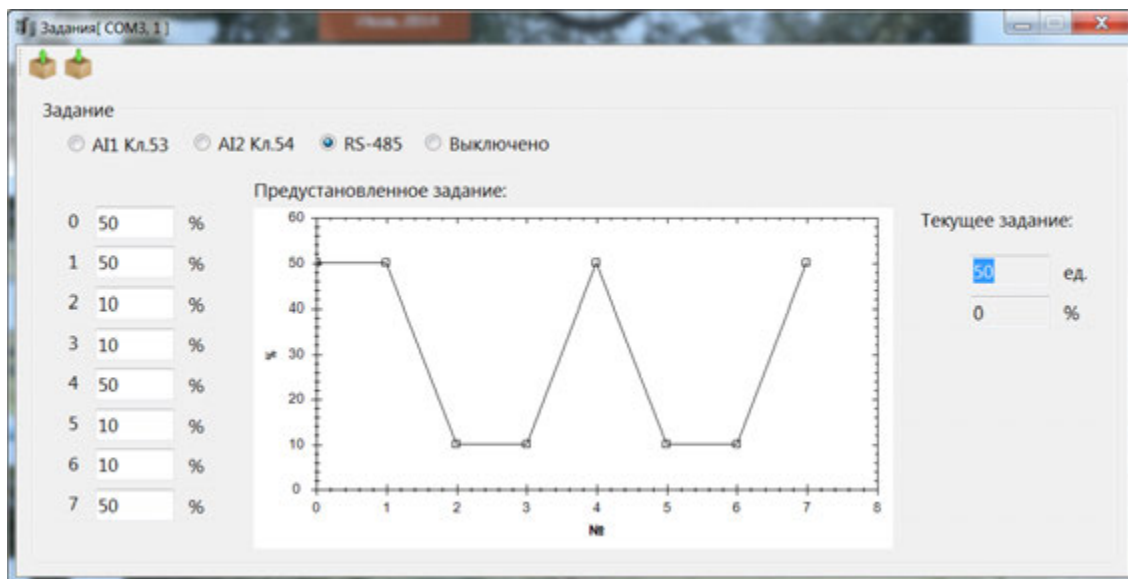 Задания[ COM3, 1 ]
Задание
AI1 Кл.53 AI2 Кл.54 RS-485 Выключено
Предустановленное задание:
Текущее задание:
0 50 %
1 50 %
2 10 %
3 10 %
4 50 %
5 10 %
6 10 %
7 50 %
60
50
40
30
20
10
0
%
0 1 2 3 4 5 6 7 8
№
50 ед.
0 %